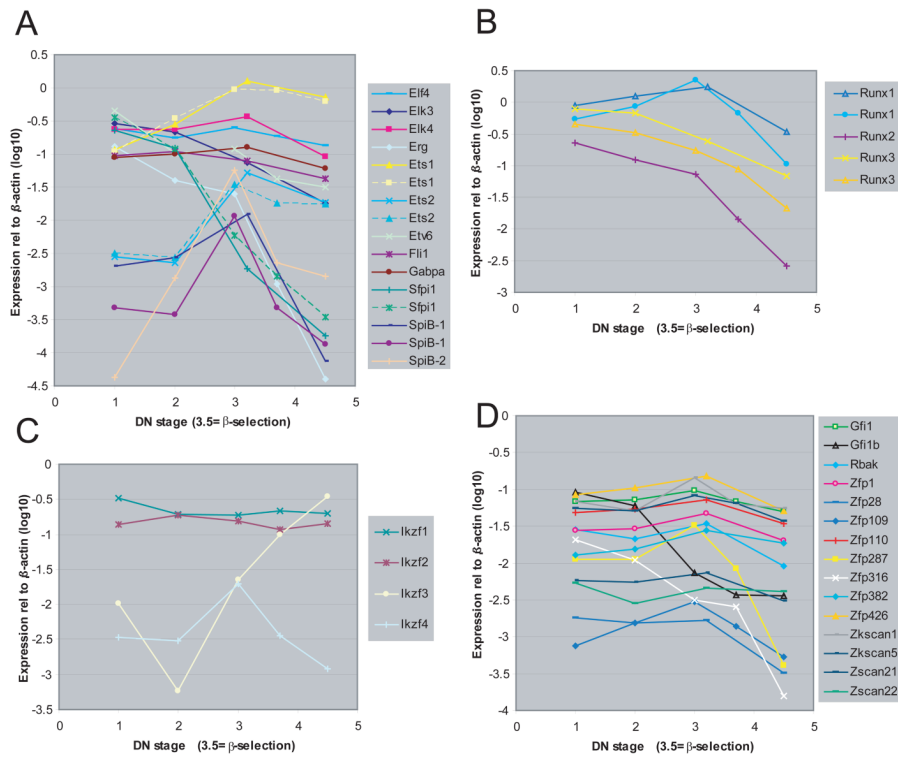 A
Expression rel to β-actin (log10)
0.5
0
-0.5
-1
-1.5
-2
-2.5
-3
-3.5
-4
-4.5
0
1
2
3
4
5
DN stage (3.5= β-selection)
Elf4
Elk3
Elk4
Erg
Ets1
Ets1
Ets2
Ets2
Etv6
Fli1
Gabpa
Sfpi1
Sfpi1
SpiB-1
SpiB-1
SpiB-2
B
Expression rel to β-actin (log10)
0.5
0
-0.5
-1
-1.5
-2
-2.5
-3
0
1
2
3
4
5
DN stage (3.5= β-selection)
Runx1
Runx1
Runx2
Runx3
Runx3
C
Expression rel to β-actin (log10)
0
-0.5
-1
-1.5
-2
-2.5
-3
-3.5
0
1
2
3
4
5
DN stage (3.5= β-selection)
Ikzf1
Ikzf2
Ikzf3
Ikzf4
D
Expression rel to β-actin (log10)
0
-0.5
-1
-1.5
-2
-2.5
-3
-3.5
-4
0
1
2
3
4
5
DN stage (3.5= β-selection)
Gfi1
Gfi1b
Rbak
Zfp1
Zfp28
Zfp109
Zfp110
Zfp287
Zfp316
Zfp382
Zfp426
Zkscan1
Zkscan5
Zscan21
Zscan22